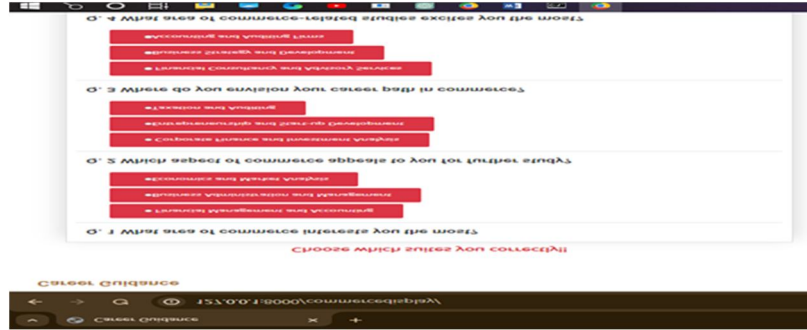 Career Guidance
127.0.0.1:8000/commercedisplay/
Career Guidance
Choose which suites you correctly!!
Q. 1 What area of commerce interests you the most?
• Financial Management and Accounting
•Business Administration and Management
•Economics and Market Analysis
Q. 2 Which aspect of commerce appeals to you for further study?
• Corporate Finance and Investment Analysis
•Entrepreneurship and Start-up Development
•Taxation and Auditing
Q. 3 Where do you envision your career path in commerce?
• Financial Consultancy and Advisory Services
•Business Strategy and Development
•Accounting and Auditing Firms
Q. 4 What area of commerce-related studies excites you the most?